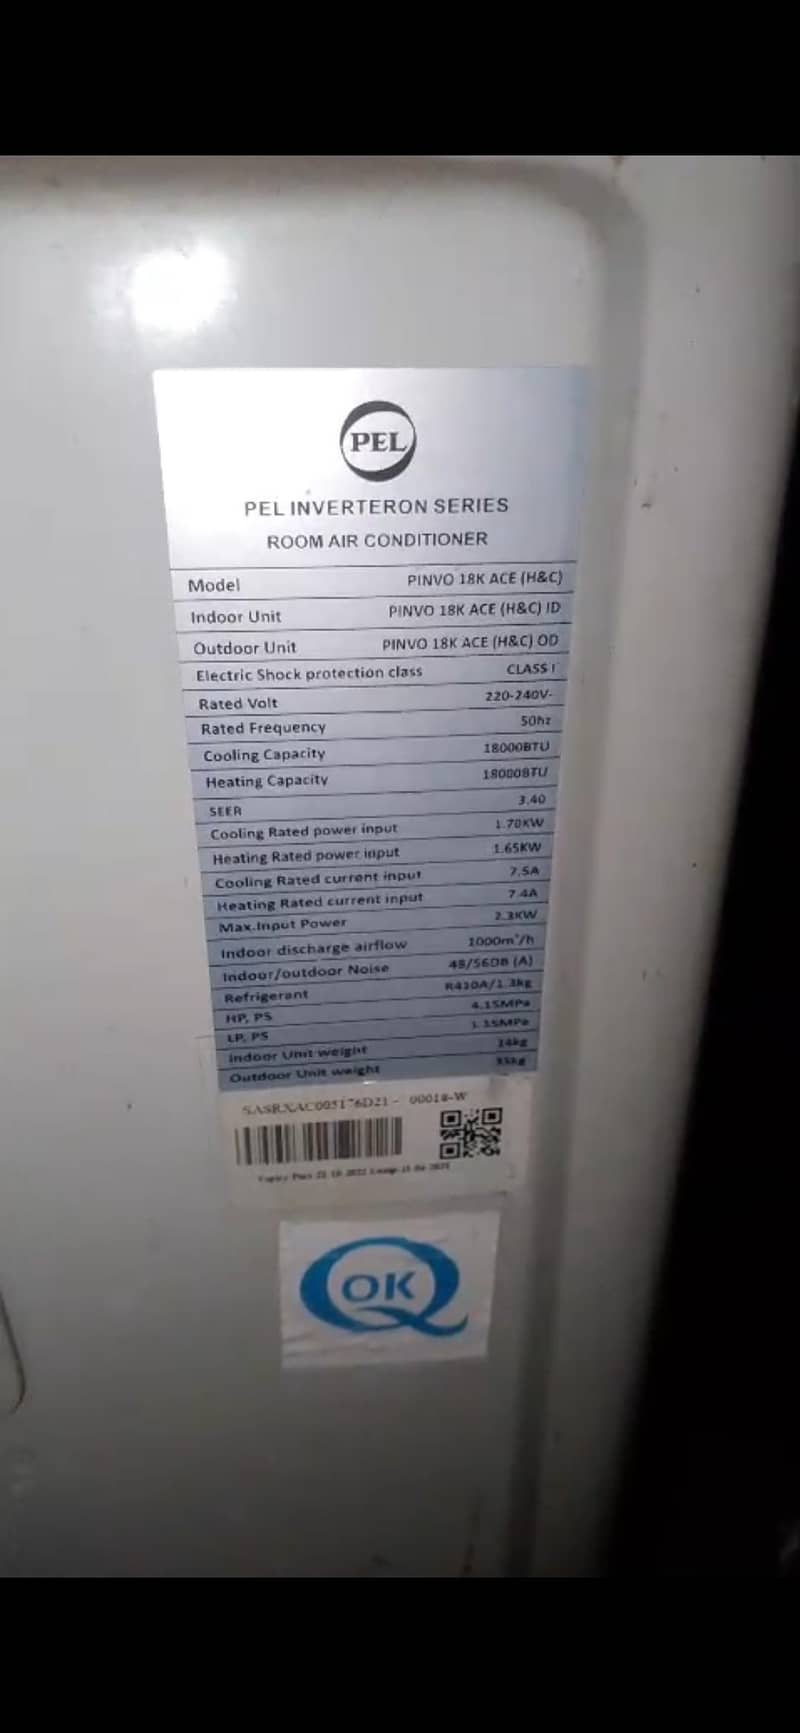 PEL
PEL INVERTERON SERIES
ROOM AIR CONDITIONER
Model PINVO 18K ACE (H&C)
Indoor Unit PINVO 18K ACE (H&C) ID
Outdoor Unit PINVO 18K ACE (H&C) OD
Electric Shock protection class CLASS I
Rated Volt 220-240V~
Rated Frequency 50hz
Cooling Capacity 18000BTU
Heating Capacity 18000BTU
SEER 3.40
Cooling Rated power input 1.70KW
Heating Rated power input 1.65KW
Cooling Rated current input 7.5A
Heating Rated current input 7.4A
Max.Input Power 2.3KW
Indoor discharge airflow 1000m³/h
Indoor/outdoor Noise 48/56DB (A)
Refrigerant R410A/1.3kg
HP, PS 4.15MPa
LP, PS 1.15MPa
Indoor Unit weight 14kg
Outdoor Unit weight
OK